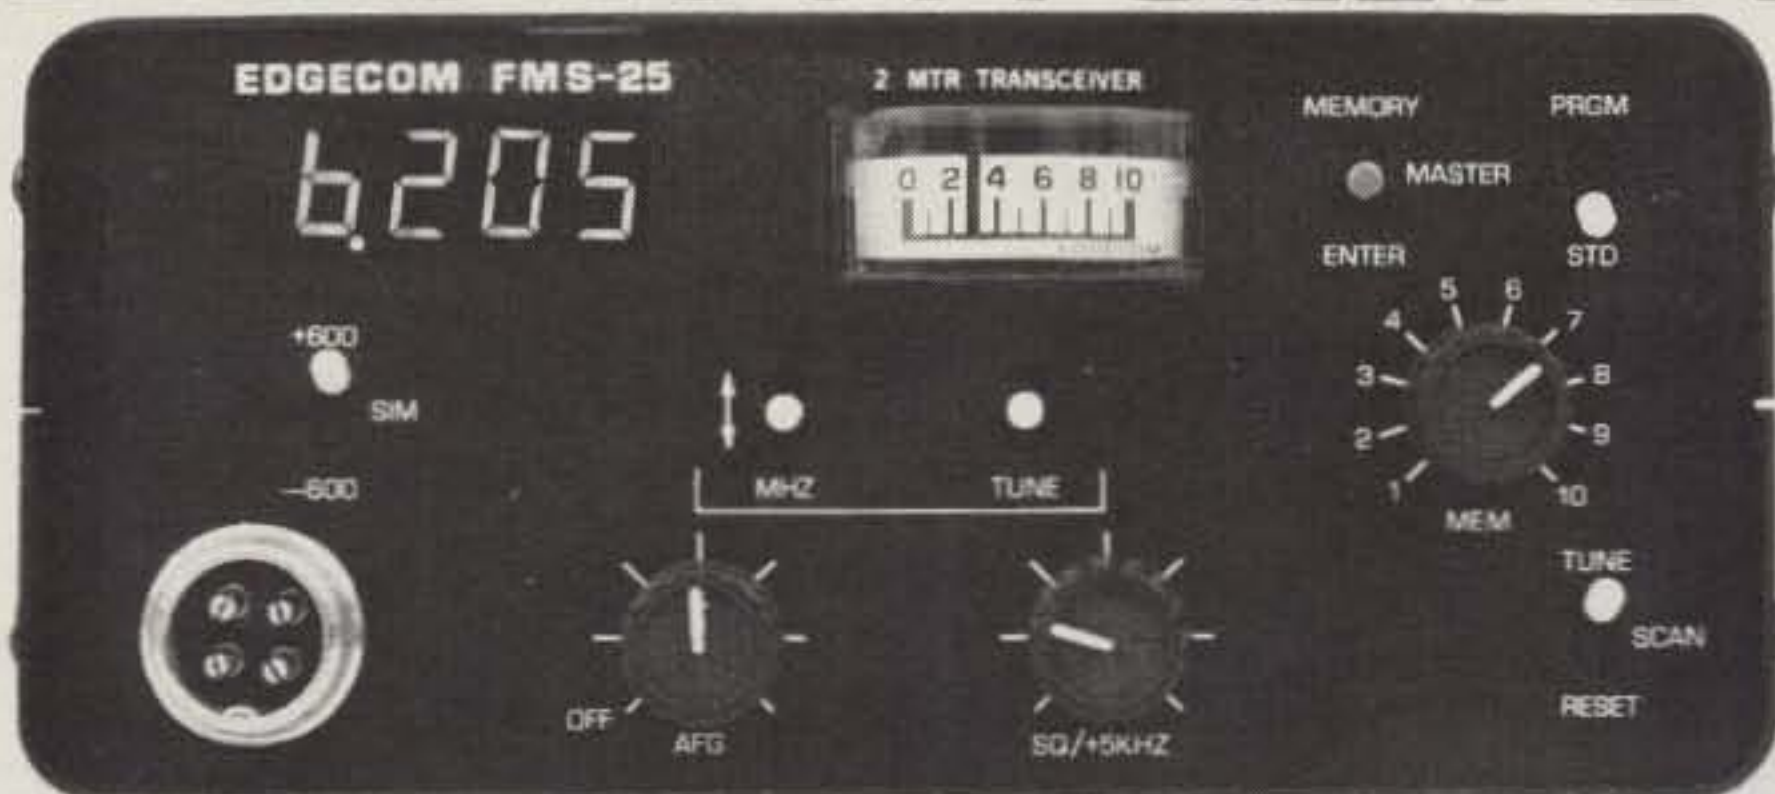 EDGECOM FMS-25
2 MTR TRANSCEIVER
MEMORY
PRGM
6.205
0 2 4 6 8 10
MASTER
ENTER
STD
+600
SIM
-600
MHZ
TUNE
5 6
4 7
3 8
2 9
1 10
MEM
TUNE
SCAN
RESET
OFF
AFG
SQ/+5KHZ